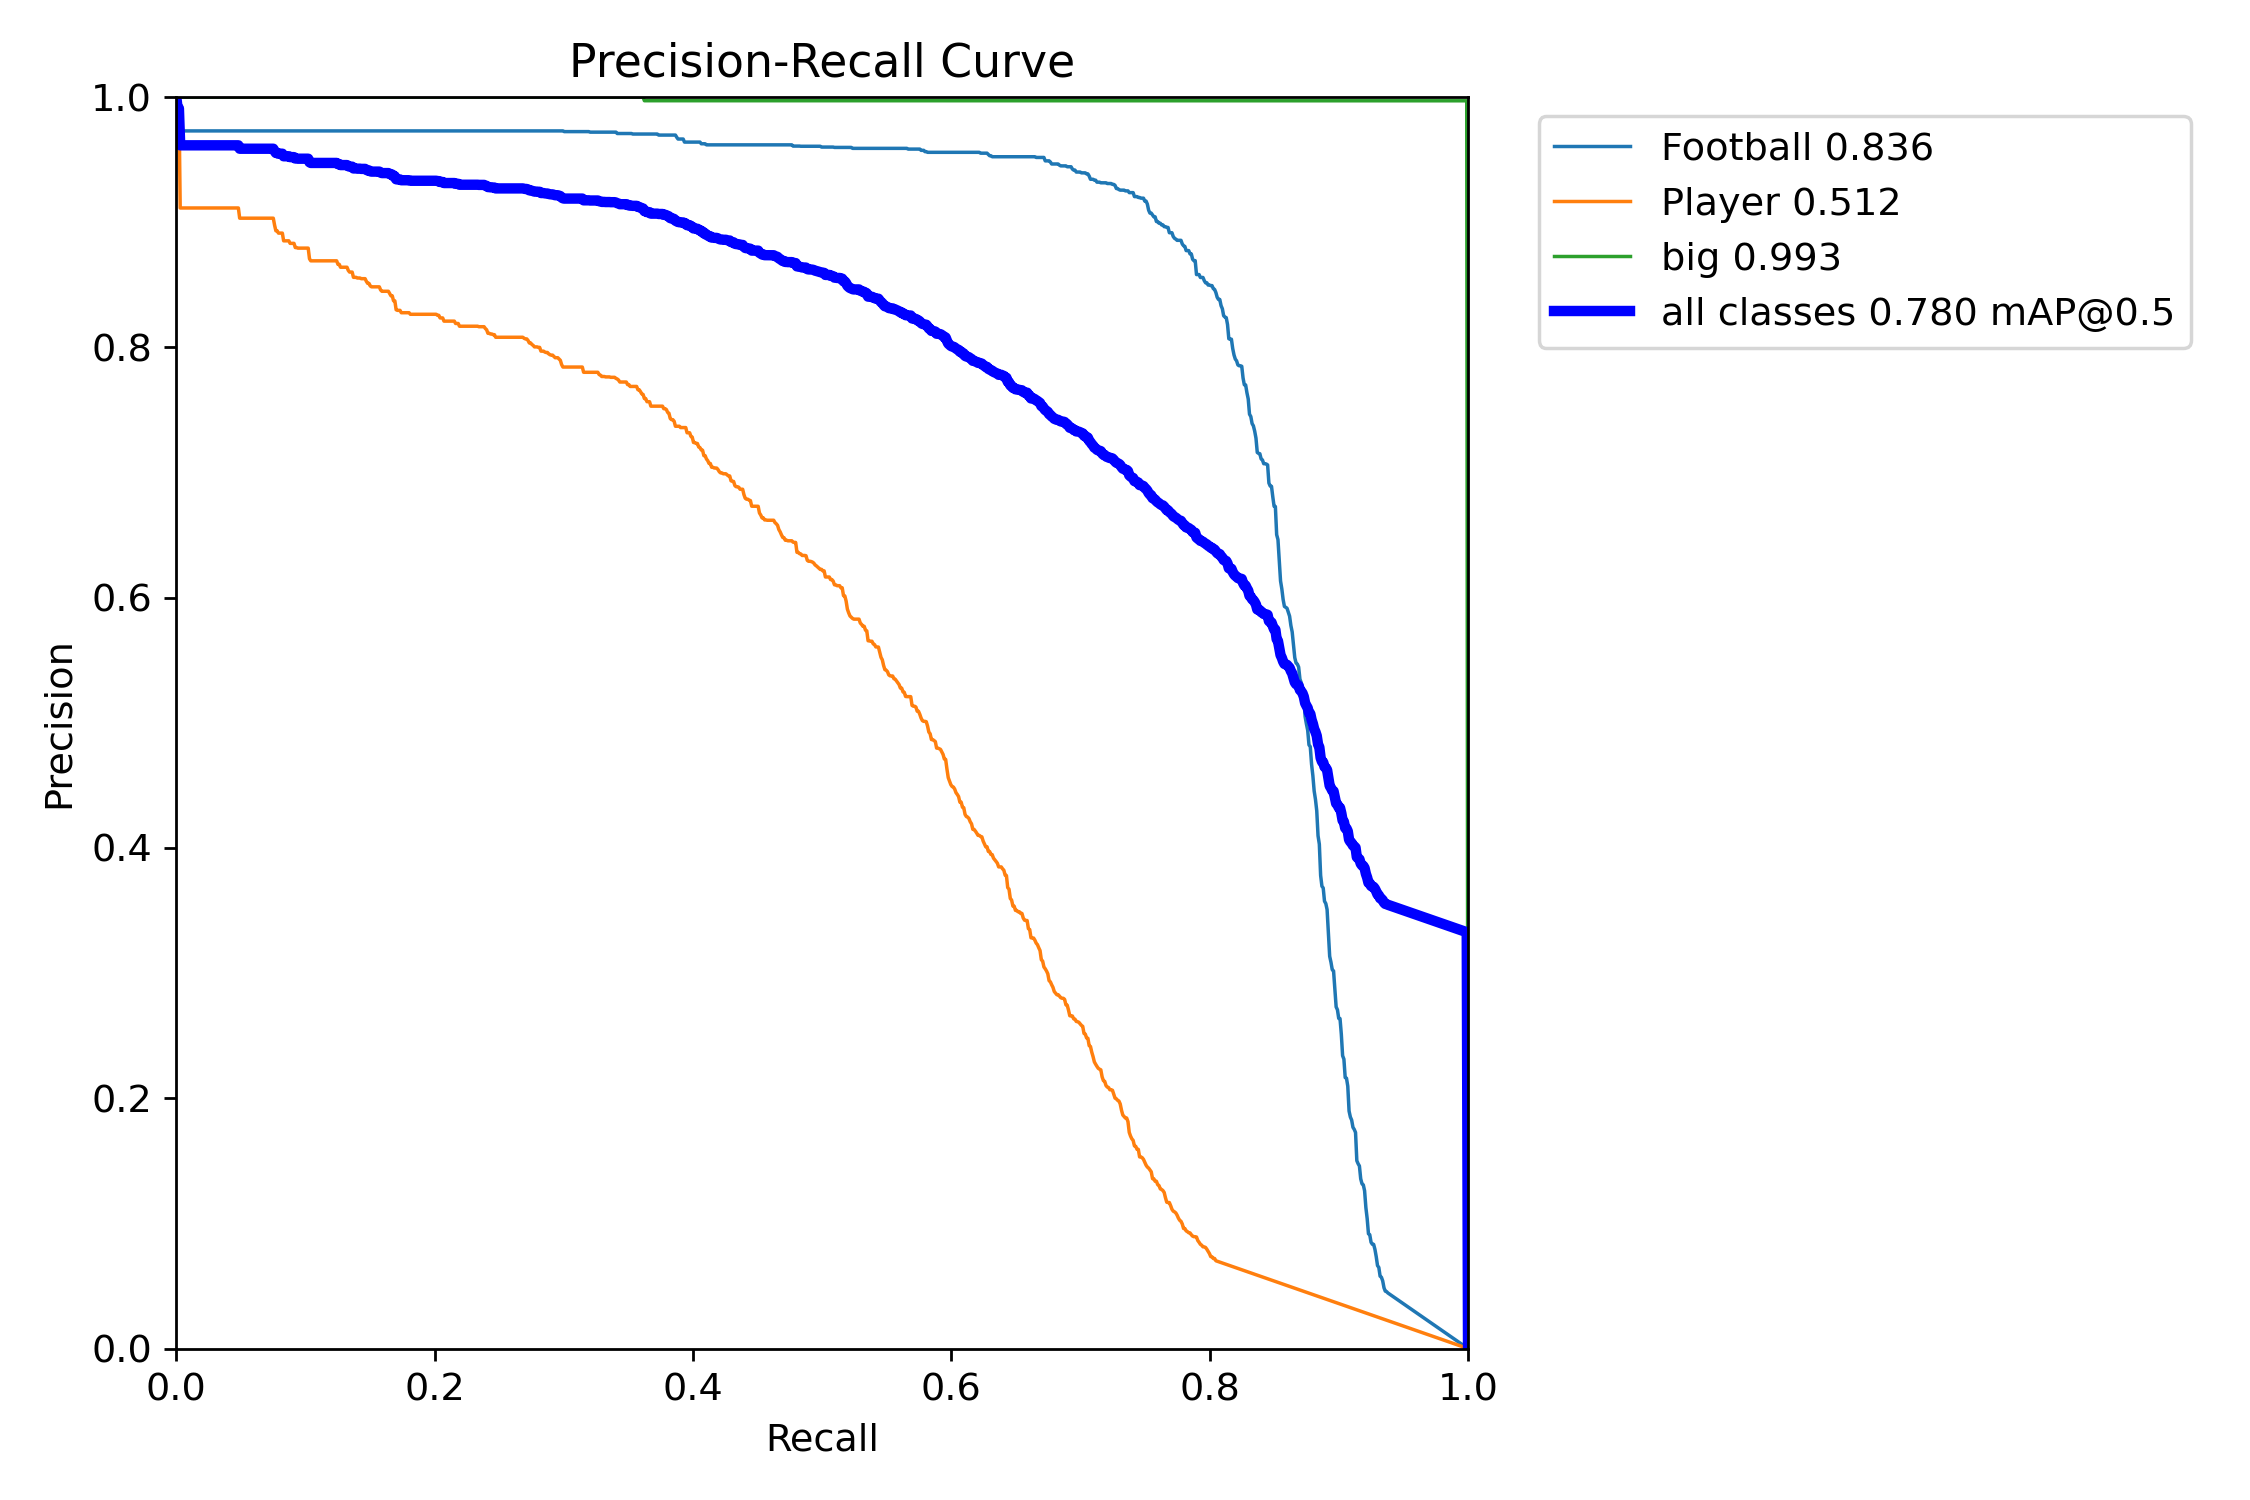 Precision-Recall Curve
1.0
0.8
0.6
0.4
0.2
0.0
Precision
0.0 0.2 0.4 0.6 0.8 1.0
Recall
Football 0.836
Player 0.512
big 0.993
all classes 0.780 mAP@0.5